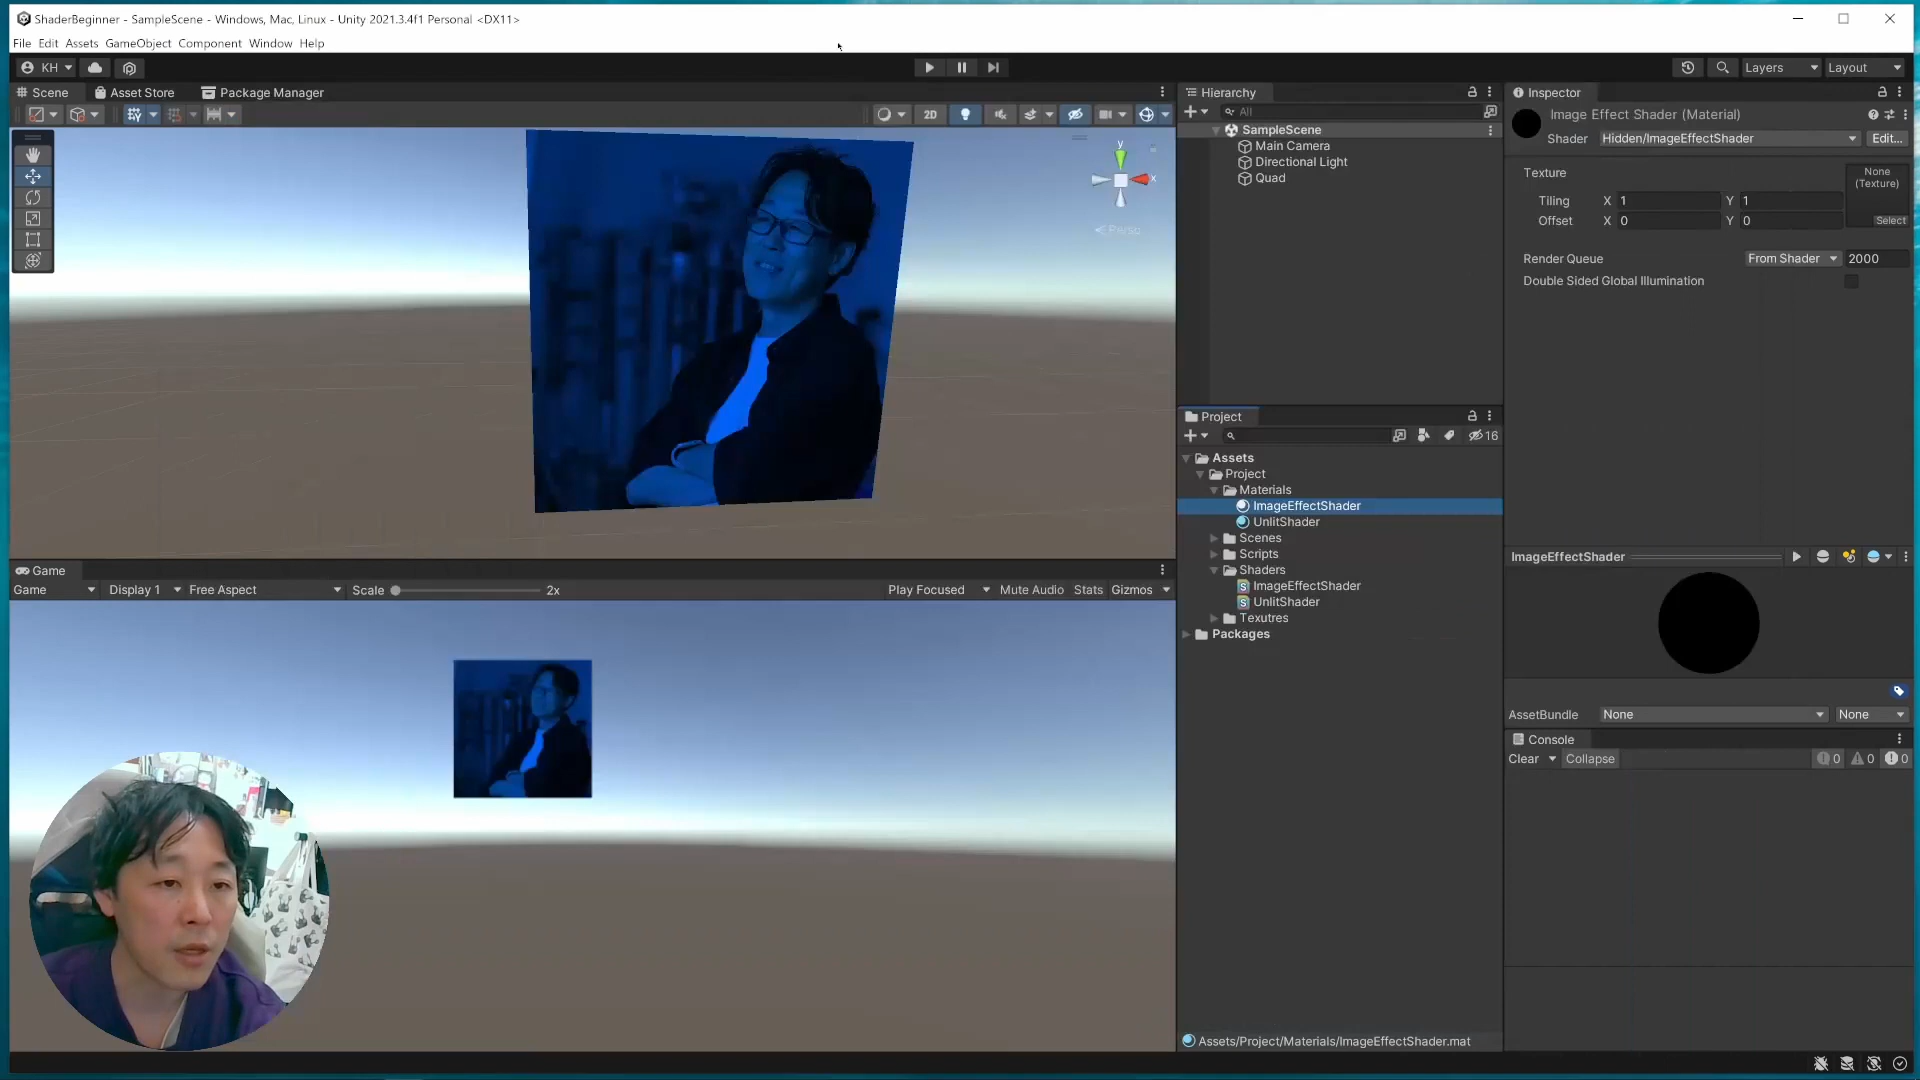 ShaderBeginner - SampleScene - Windows, Mac, Linux - Unity 2021.3.4f1 Personal <DX11>
File Edit Assets GameObject Component Window Help
KH
Layers
Layout
Scene
Asset Store
Package Manager
2D
y
x
Persp
Game
Game
Display 1
Free Aspect
Scale
2x
Play Focused
Mute Audio
Stats
Gizmos
Hierarchy
All
SampleScene
Main Camera
Directional Light
Quad
Project
16
Assets
Project
Materials
ImageEffectShader
UnlitShader
Scenes
Scripts
Shaders
ImageEffectShader
UnlitShader
Texutres
Packages
Assets/Project/Materials/ImageEffectShader.mat
Inspector
Image Effect Shader (Material)
Shader Hidden/ImageEffectShader Edit...
Texture
None
(Texture)
Tiling X 1 Y 1
Offset X 0 Y 0
Select
Render Queue From Shader 2000
Double Sided Global Illumination
ImageEffectShader
AssetBundle None None
Console
Clear Collapse 0 0 0